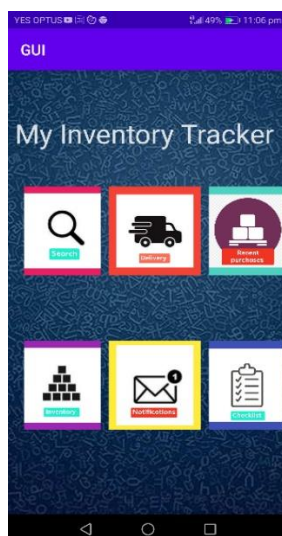 YES OPTUS 49% 11:06 pm
GUI
My Inventory Tracker
Search
Delivery
Recent
purchases
Inventory
1
Notifications
Checklist